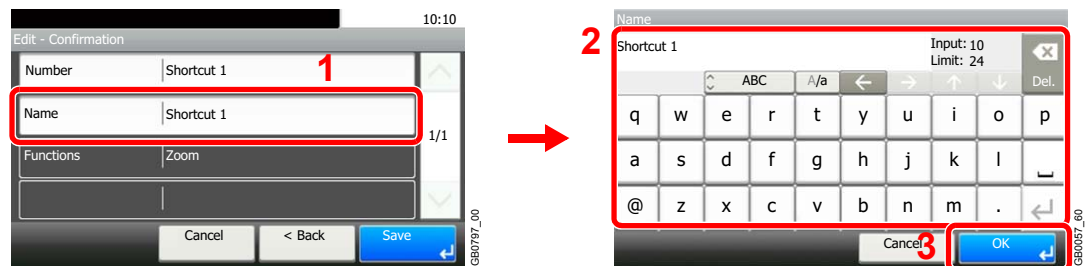 10:10
Edit - Confirmation
1
Number Shortcut 1
Name Shortcut 1
1/1
Functions Zoom
Cancel < Back Save
GB0797_00
Name
2
Shortcut 1 Input: 10
Limit: 24
ABC A/a Del.
q w e r t y u i o p
a s d f g h j k l
@ z x c v b n m .
Cancel 3 OK
GB0057_60